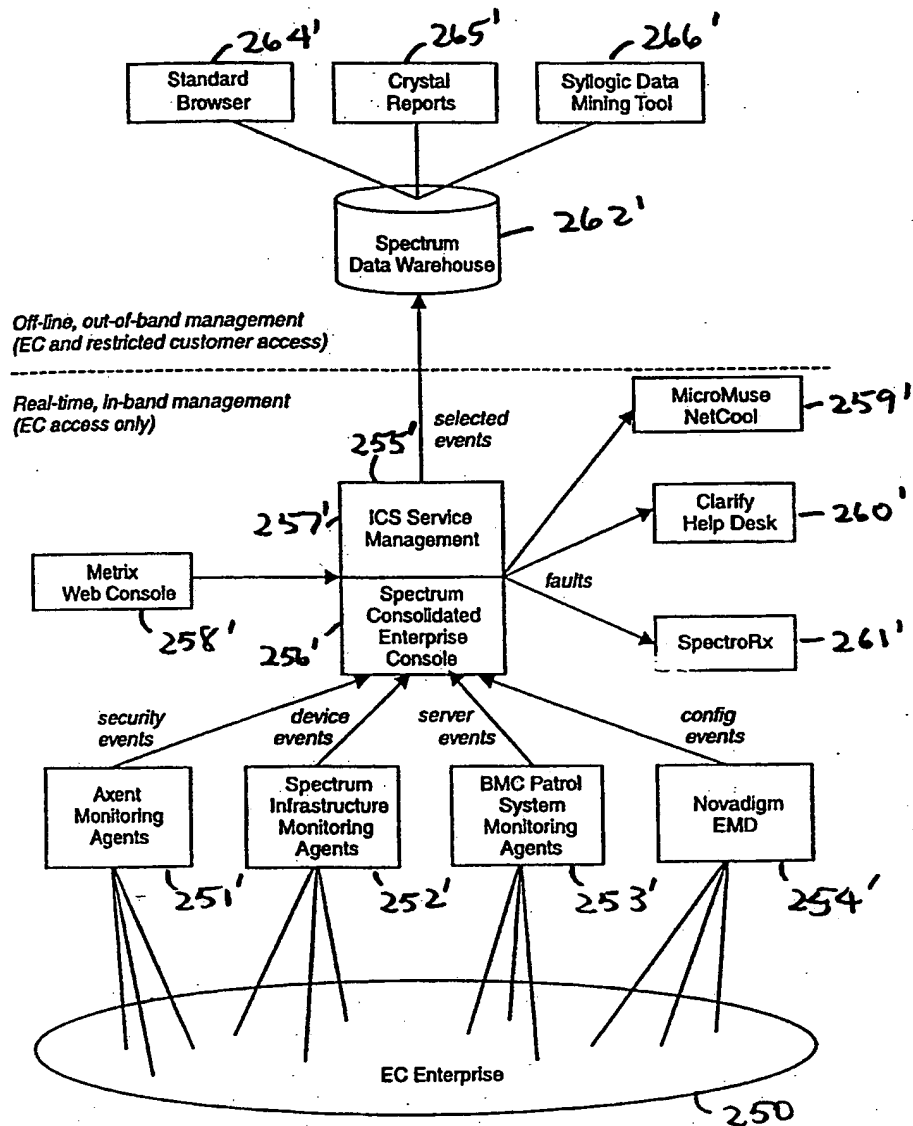 264'
265'
266'
Standard
Browser
Crystal
Reports
Syllogic Data
Mining Tool
262'
Spectrum
Data Warehouse
Off-line, out-of-band management
(EC and restricted customer access)
Real-time, in-band management
(EC access only)
selected
events
MicroMuse
NetCool
259'
255'
257'
ICS Service
Management
Clarify
Help Desk
260'
Metrix
Web Console
258'
faults
256'
Spectrum
Consolidated
Enterprise
Console
SpectroRx
261'
security
events
device
events
server
events
config
events
Axent
Monitoring
Agents
Spectrum
Infrastructure
Monitoring
Agents
BMC Patrol
System
Monitoring
Agents
Novadigm
EMD
251'
252'
253'
254'
EC Enterprise
250